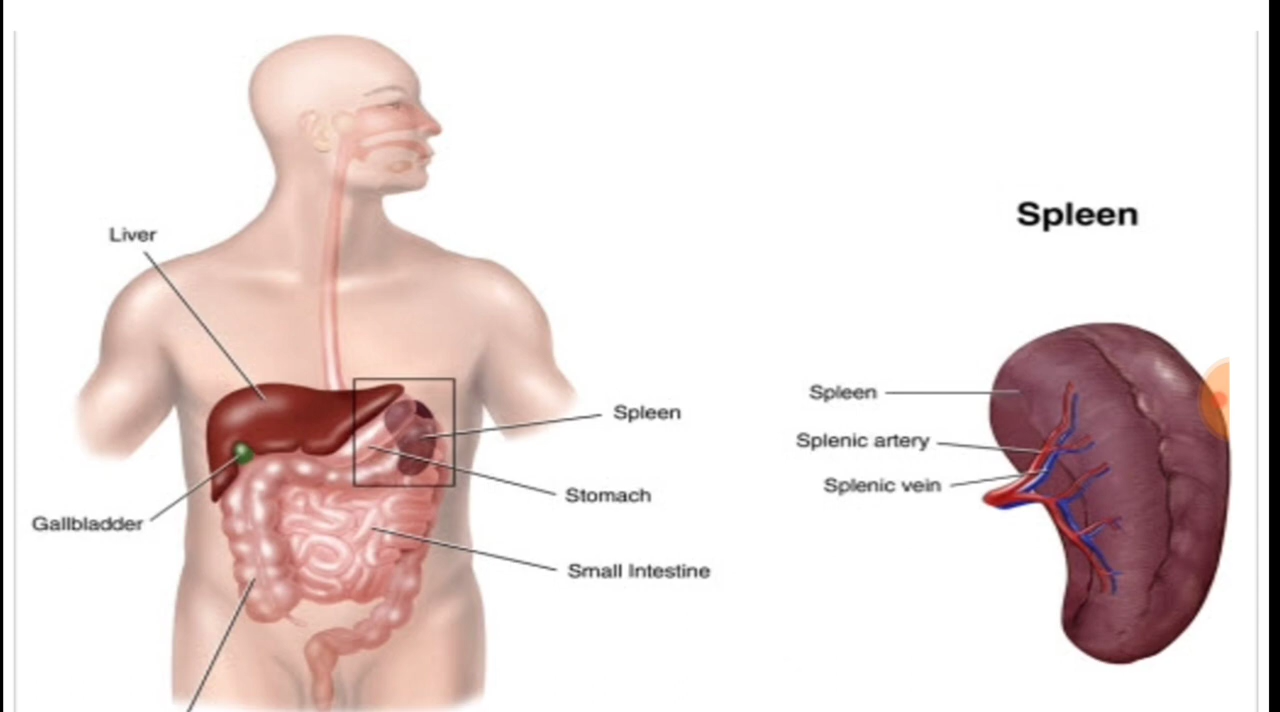 Liver
Spleen
Stomach
Gallbladder
Small Intestine
Spleen
Spleen
Splenic artery
Splenic vein